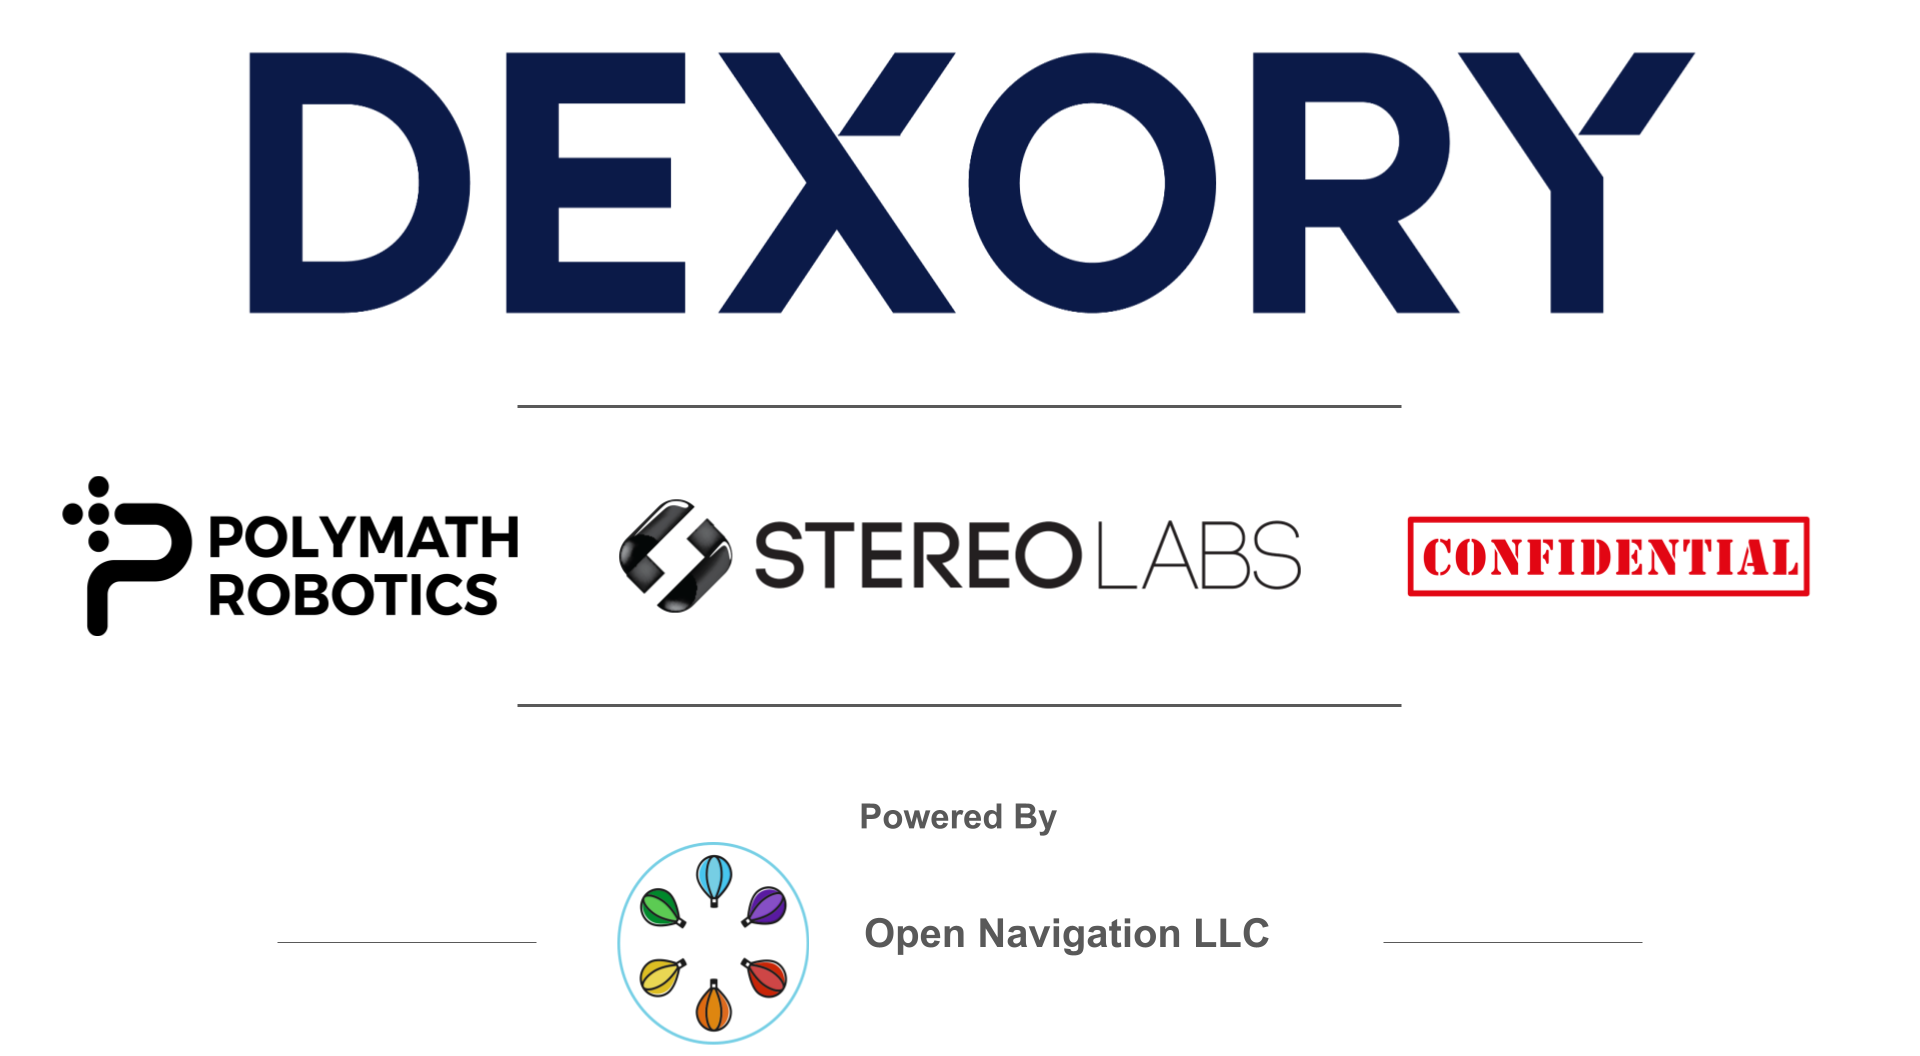 DEXORY
POLYMATH
ROBOTICS
STEREOLABS
CONFIDENTIAL
Powered By
Open Navigation LLC